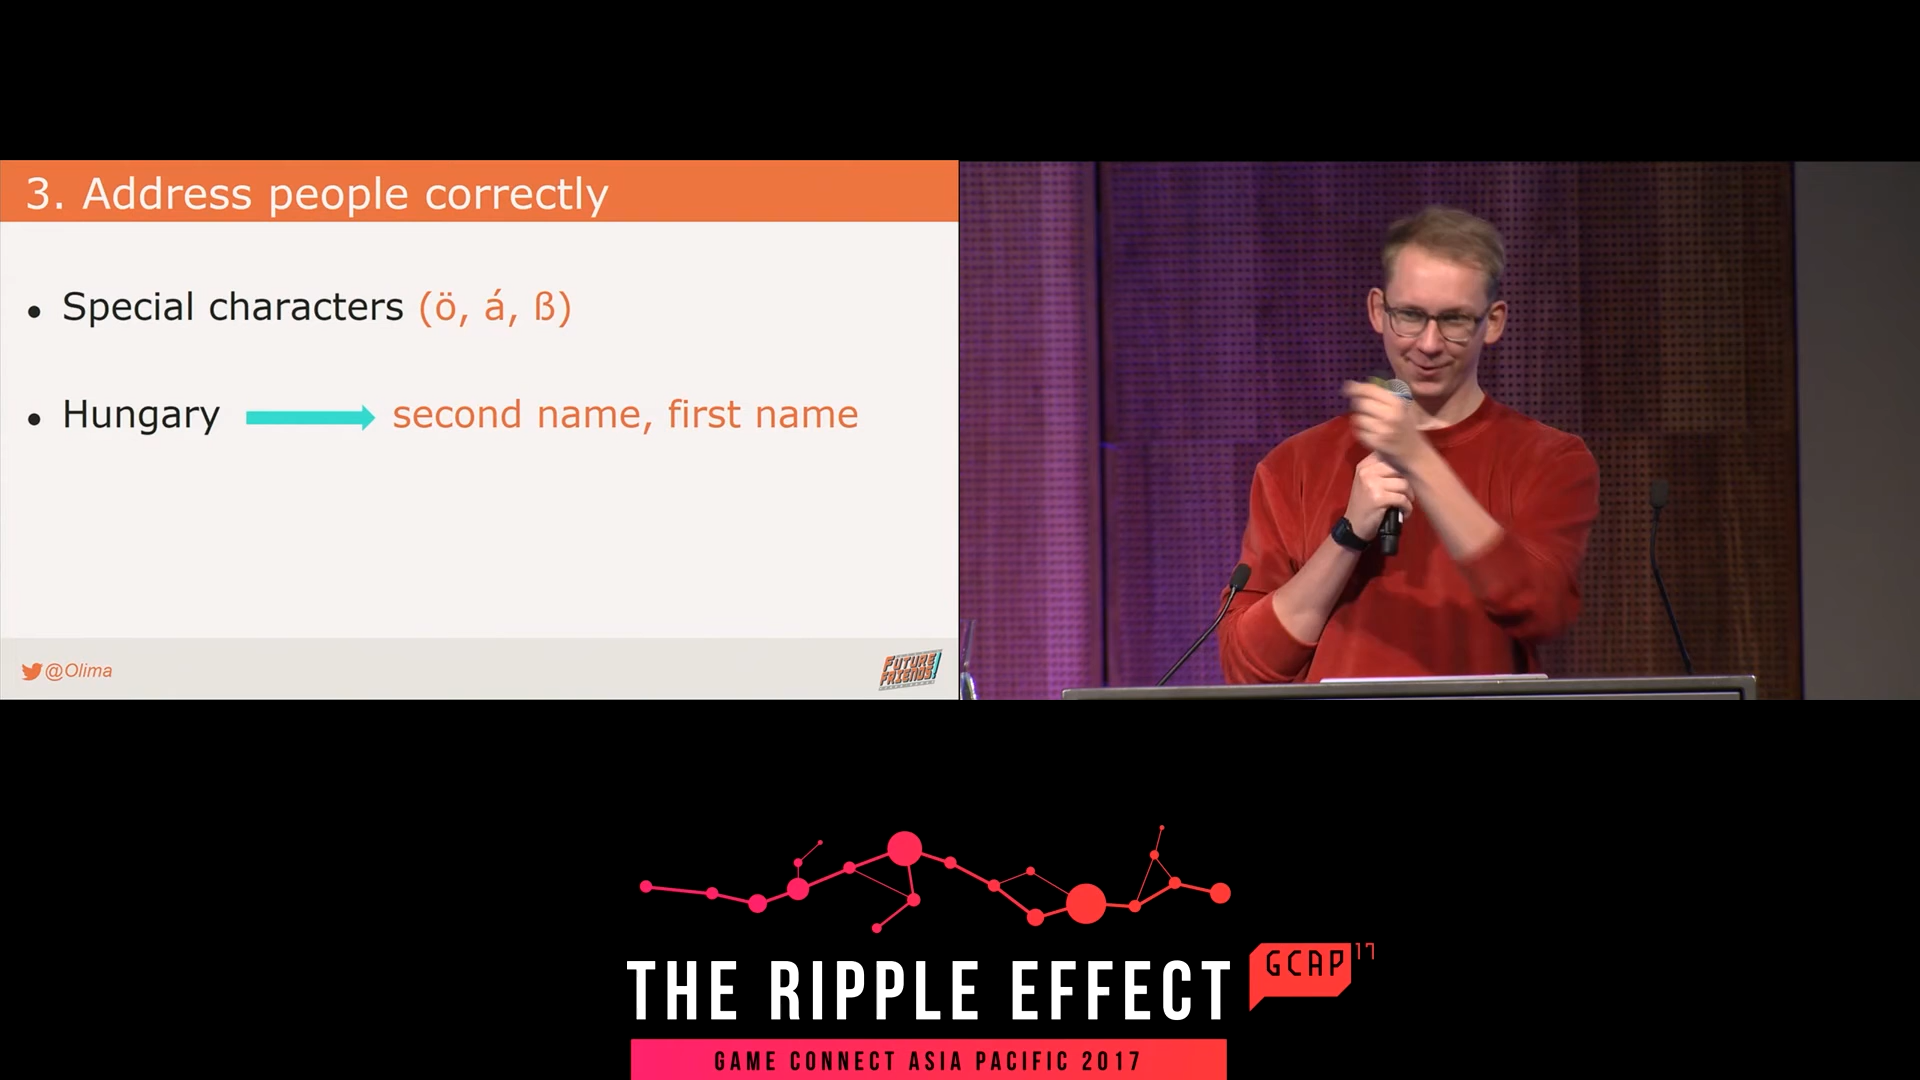 3. Address people correctly
• Special characters (ö, á, ß)
• Hungary second name, first name
@Olima
FUTURE FRIENDS!
THE RIPPLE EFFECT
GCAP 17
GAME CONNECT ASIA PACIFIC 2017